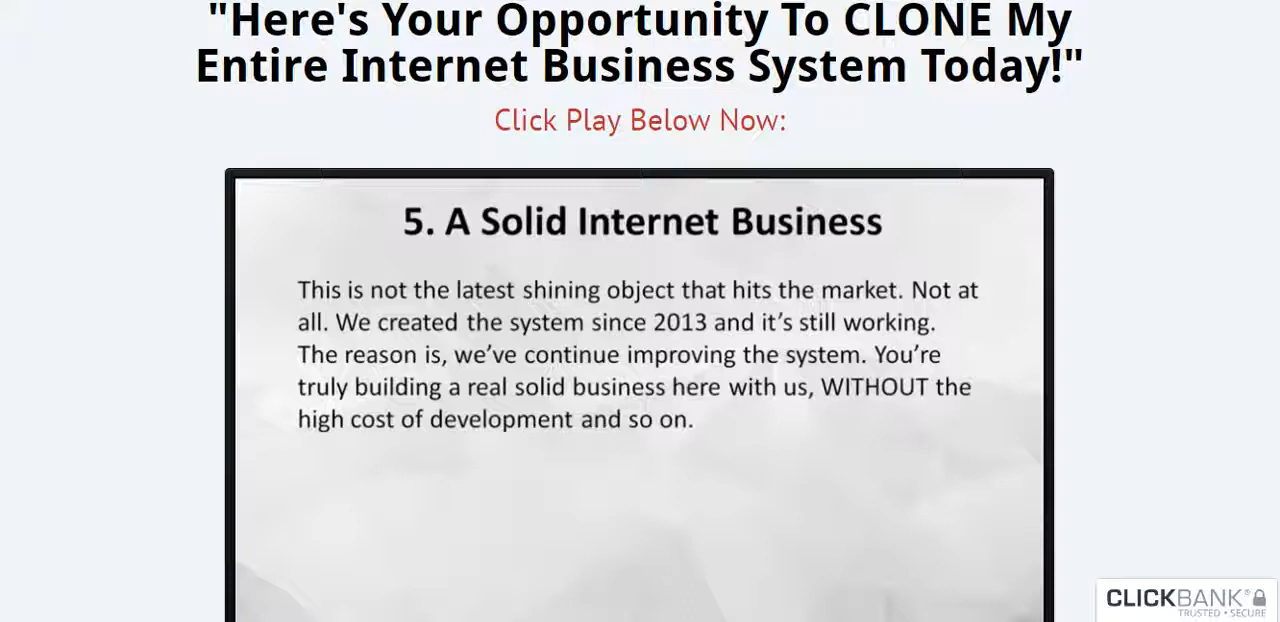 "Here's Your Opportunity To CLONE My
Entire Internet Business System Today!"
Click Play Below Now:
5. A Solid Internet Business
This is not the latest shining object that hits the market. Not at
all. We created the system since 2013 and it's still working.
The reason is, we've continue improving the system. You're
truly building a real solid business here with us, WITHOUT the
high cost of development and so on.
CLICKBANK®
TRUSTED • SECURE